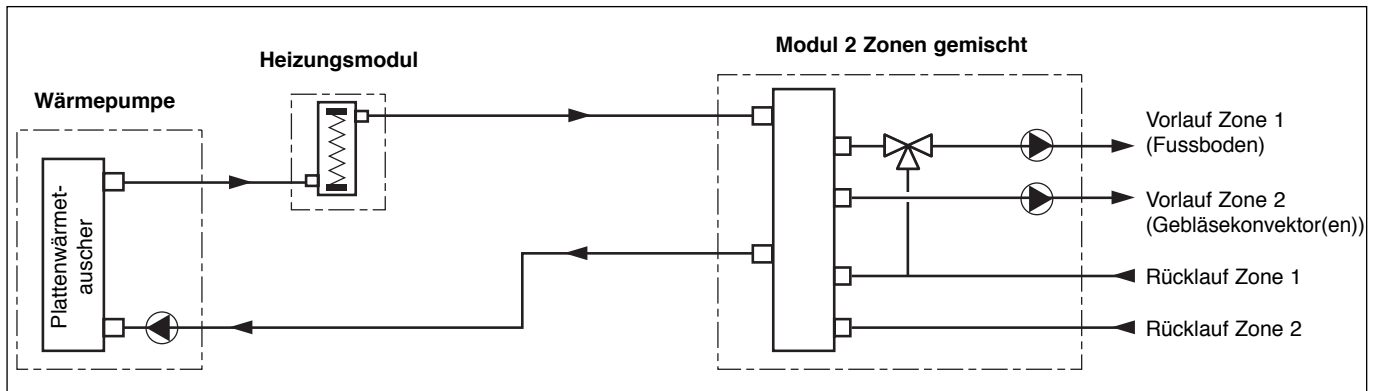 Modul 2 Zonen gemischt
Heizungsmodul
Wärmepumpe
Plattenwärmet-
auscher
Vorlauf Zone 1
(Fussboden)
Vorlauf Zone 2
(Gebläsekonvektor(en))
Rücklauf Zone 1
Rücklauf Zone 2